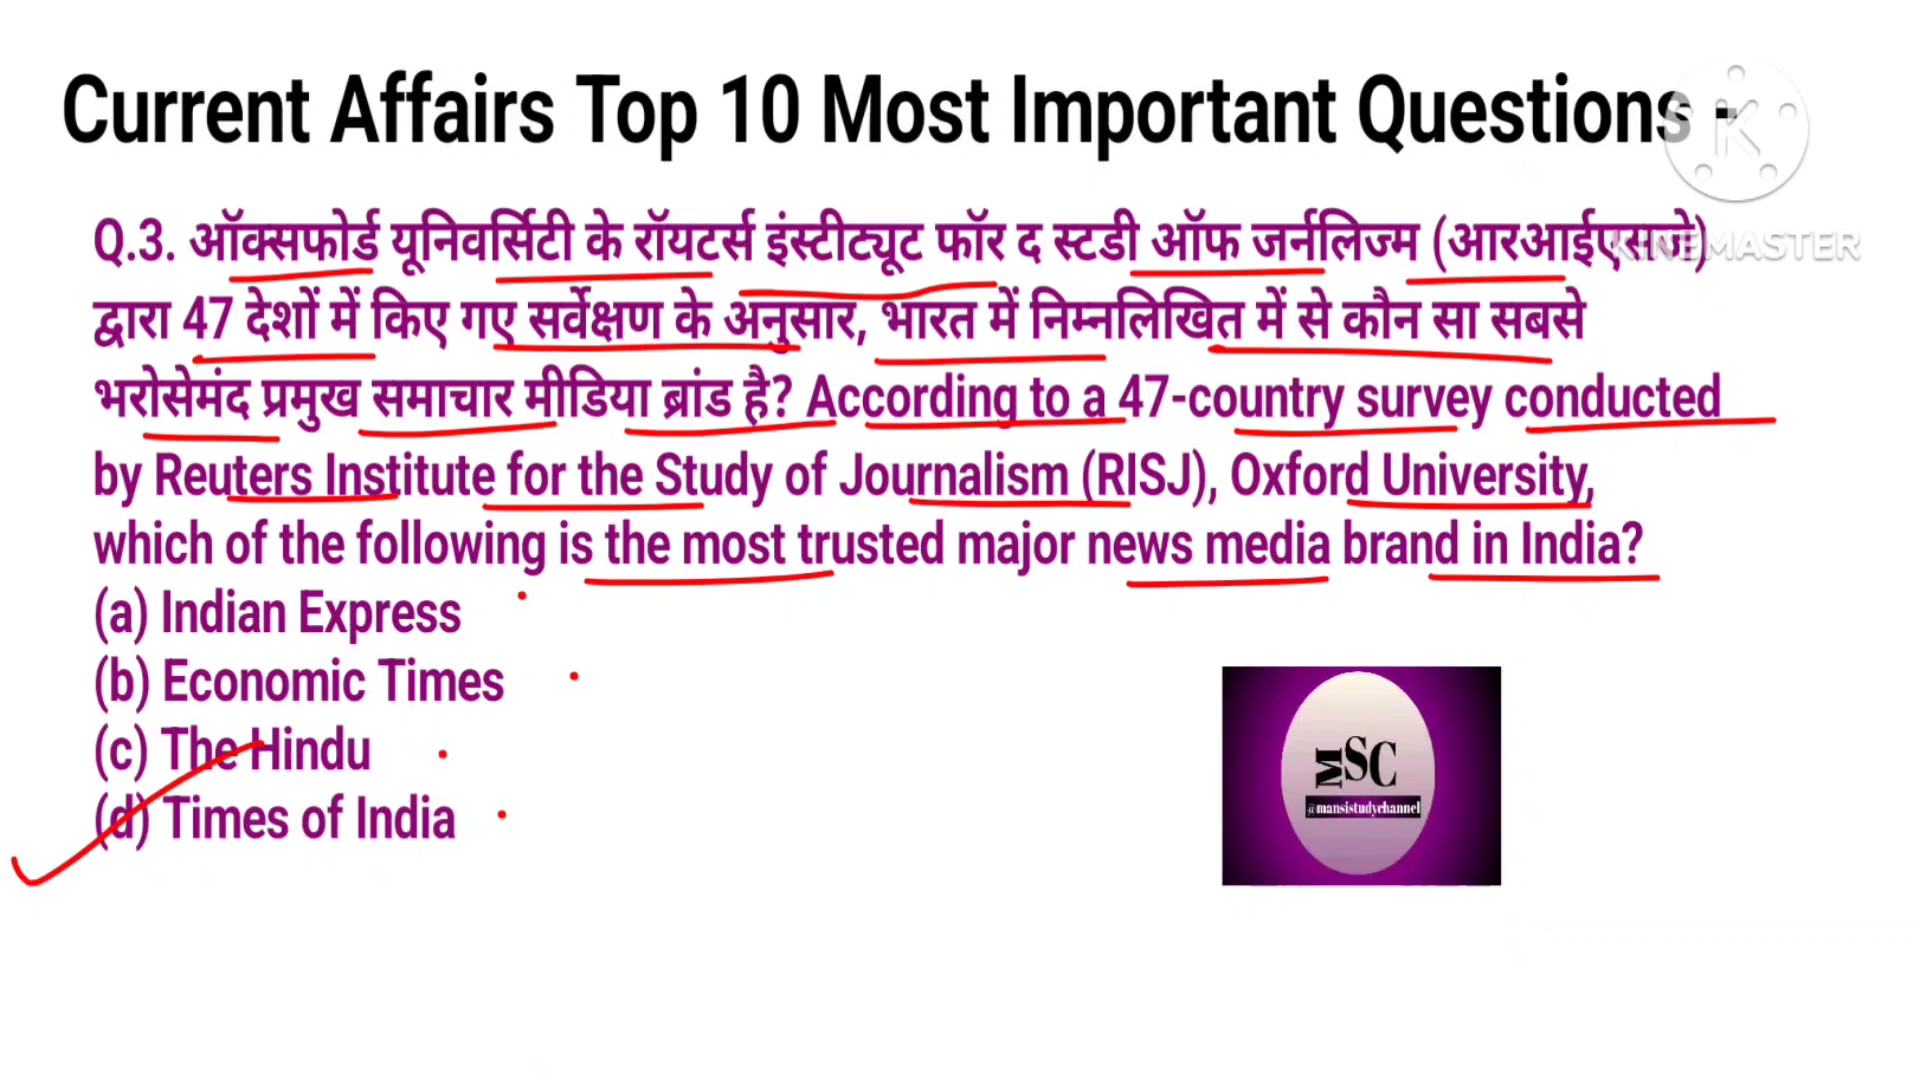 Current Affairs Top 10 Most Important Questions -
KINEMASTER
Q.3. ऑक्सफोर्ड यूनिवर्सिटी के रॉयटर्स इंस्टीट्यूट फॉर द स्टडी ऑफ जर्नलिज्म (आरआईएसजे)
द्वारा 47 देशों में किए गए सर्वेक्षण के अनुसार, भारत में निम्नलिखित में से कौन सा सबसे
भरोसेमंद प्रमुख समाचार मीडिया ब्रांड है? According to a 47-country survey conducted
by Reuters Institute for the Study of Journalism (RISJ), Oxford University,
which of the following is the most trusted major news media brand in India?
(a) Indian Express
(b) Economic Times
(c) The Hindu
(d) Times of India
MSC
@mansistudychannel